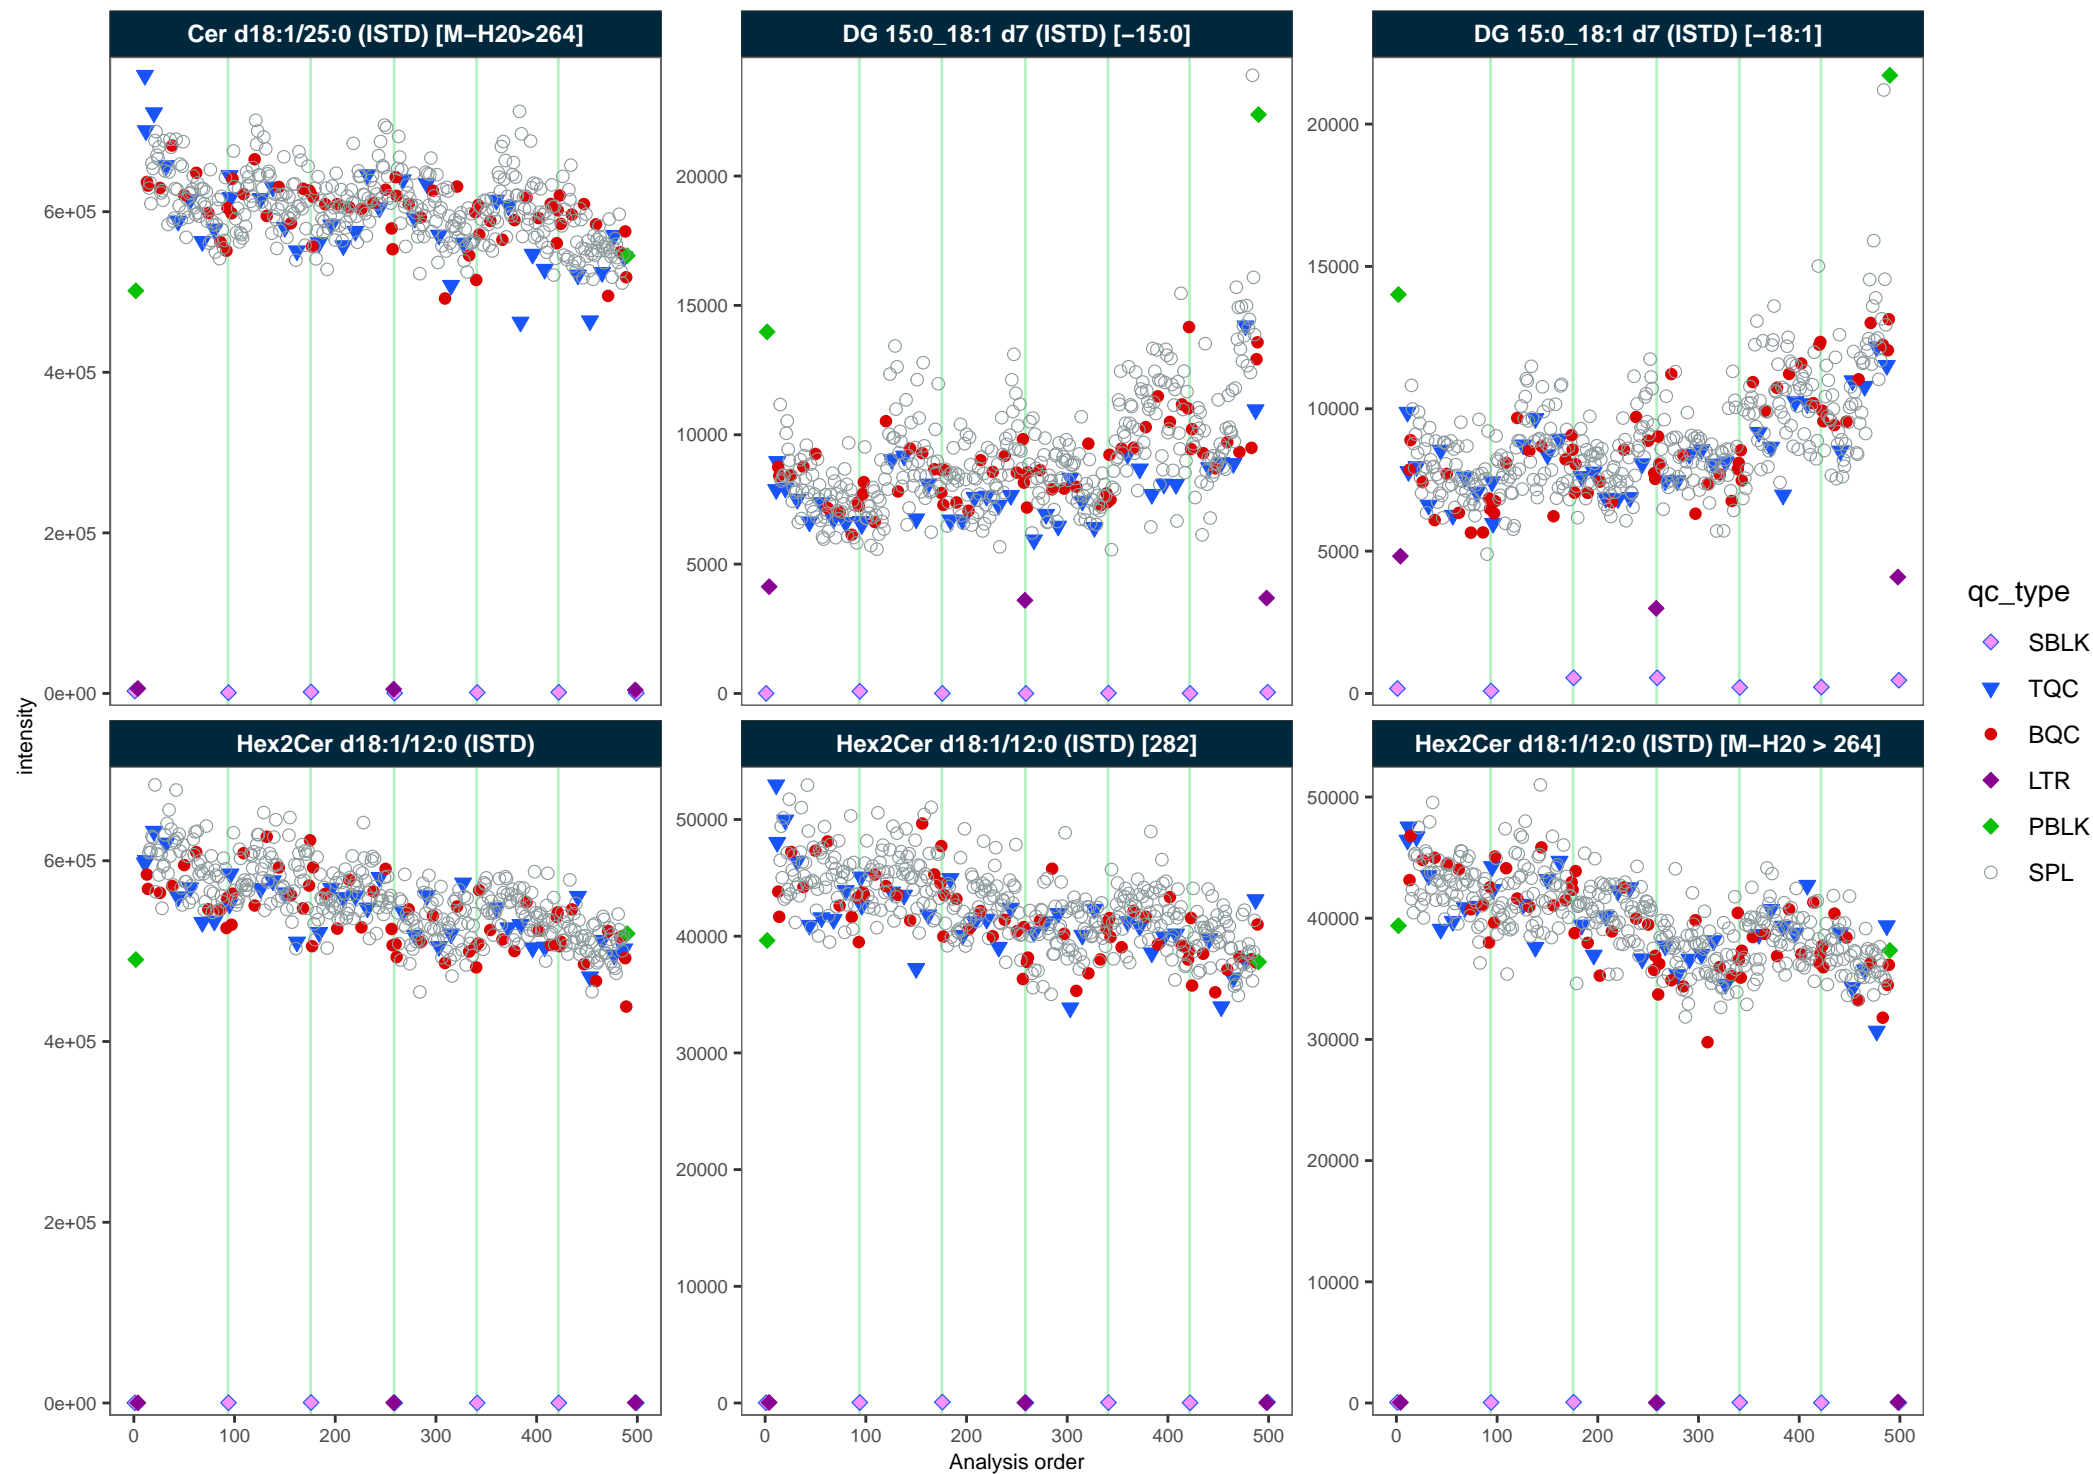 Cer d18:1/25:0 (ISTD) [M−H20>264]
DG 15:0_18:1 d7 (ISTD) [−15:0]
DG 15:0_18:1 d7 (ISTD) [−18:1]
6e+05
4e+05
2e+05
0e+00
20000
15000
10000
5000
0
20000
15000
10000
5000
0
intensity
Hex2Cer d18:1/12:0 (ISTD)
Hex2Cer d18:1/12:0 (ISTD) [282]
Hex2Cer d18:1/12:0 (ISTD) [M−H20 > 264]
6e+05
4e+05
2e+05
0e+00
50000
40000
30000
20000
10000
0
50000
40000
30000
20000
10000
0
0 100 200 300 400 500
0 100 200 300 400 500
0 100 200 300 400 500
Analysis order
qc_type
SBLK
TQC
BQC
LTR
PBLK
SPL